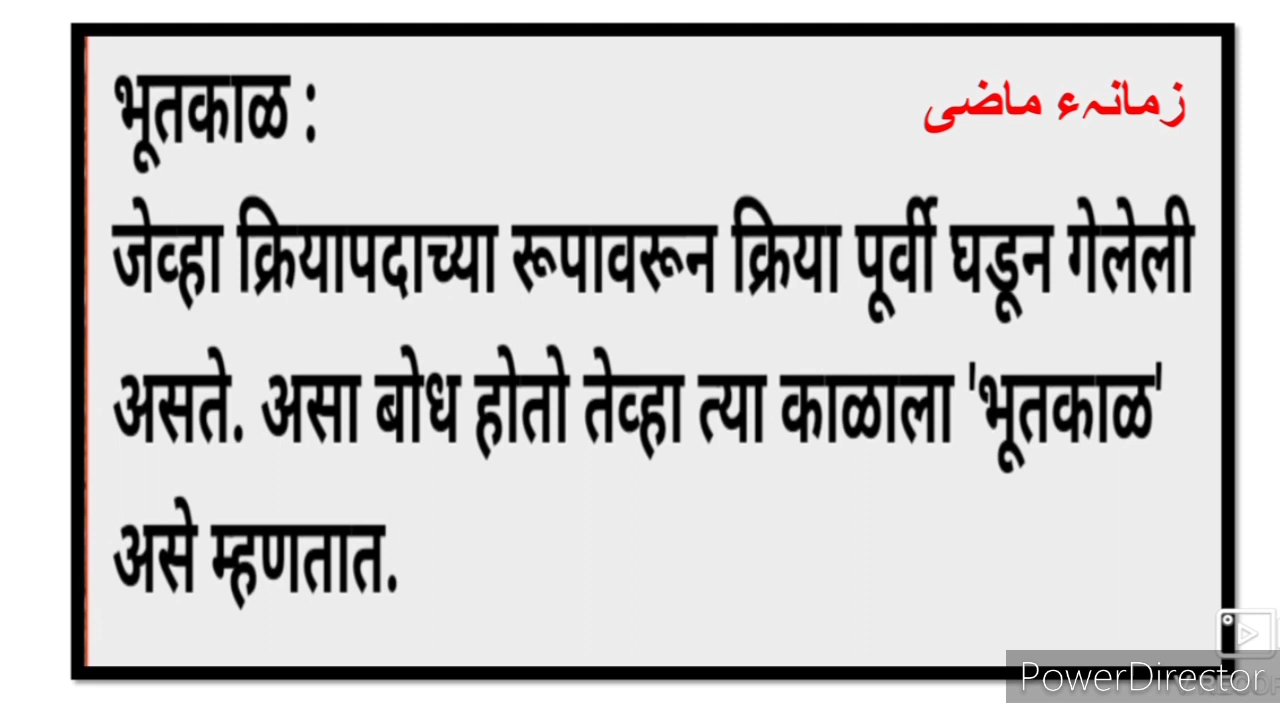 भूतकाळ :
زمانہء ماضی
जेव्हा क्रियापदाच्या रूपावरून क्रिया पूर्वी घडून गेलेली
असते. असा बोध होतो तेव्हा त्या काळाला 'भूतकाळ'
असे म्हणतात.
PowerDirector